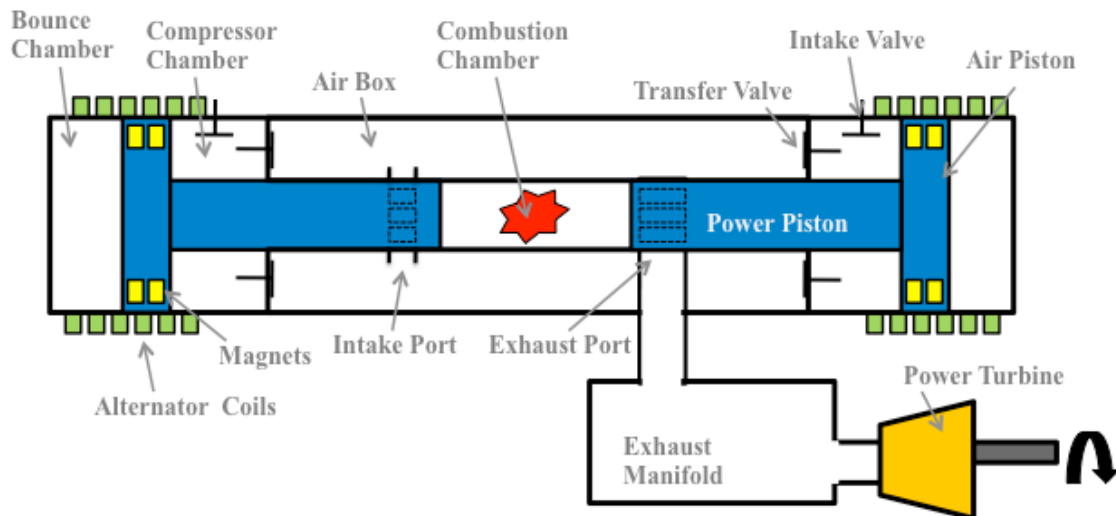 Bounce
Chamber
Compressor
Chamber
Air Box
Combustion
Chamber
Intake Valve
Air Piston
Transfer Valve
Power Piston
Magnets
Intake Port
Exhaust Port
Alternator Coils
Power Turbine
Exhaust
Manifold